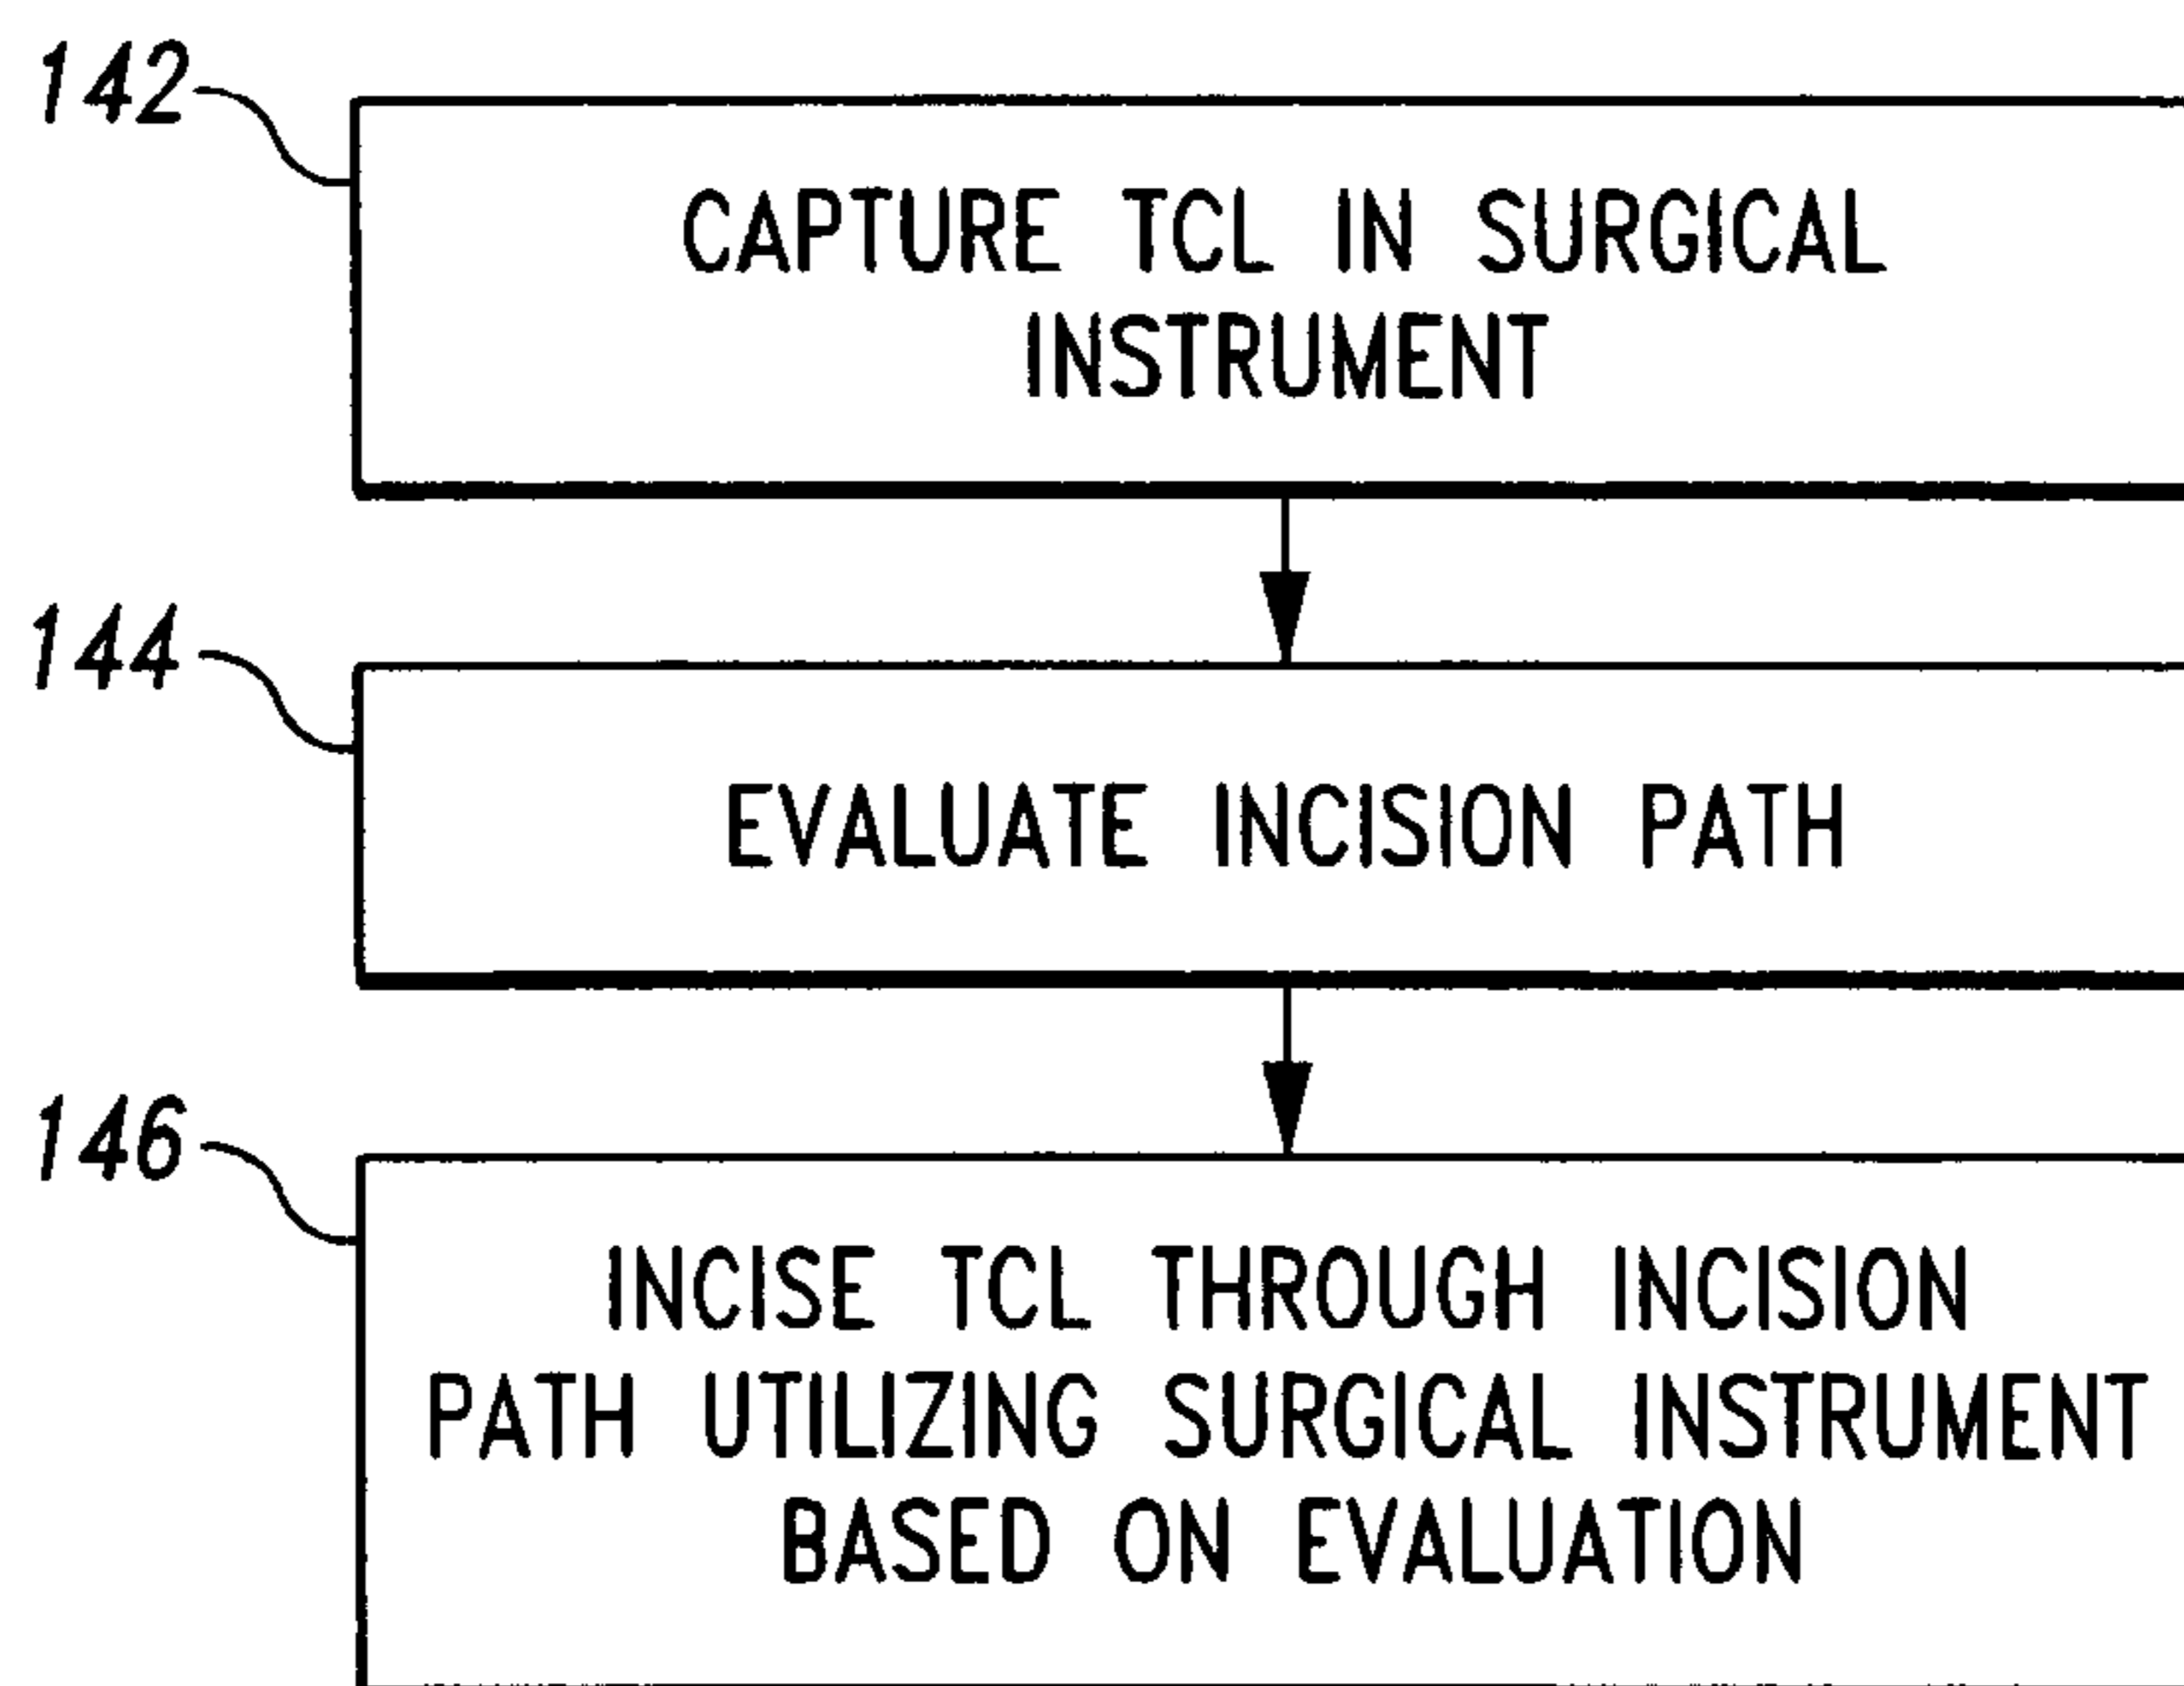 142
CAPTURE TCL IN SURGICAL
INSTRUMENT
144
EVALUATE INCISION PATH
146
INCISE TCL THROUGH INCISION
PATH UTILIZING SURGICAL INSTRUMENT
BASED ON EVALUATION